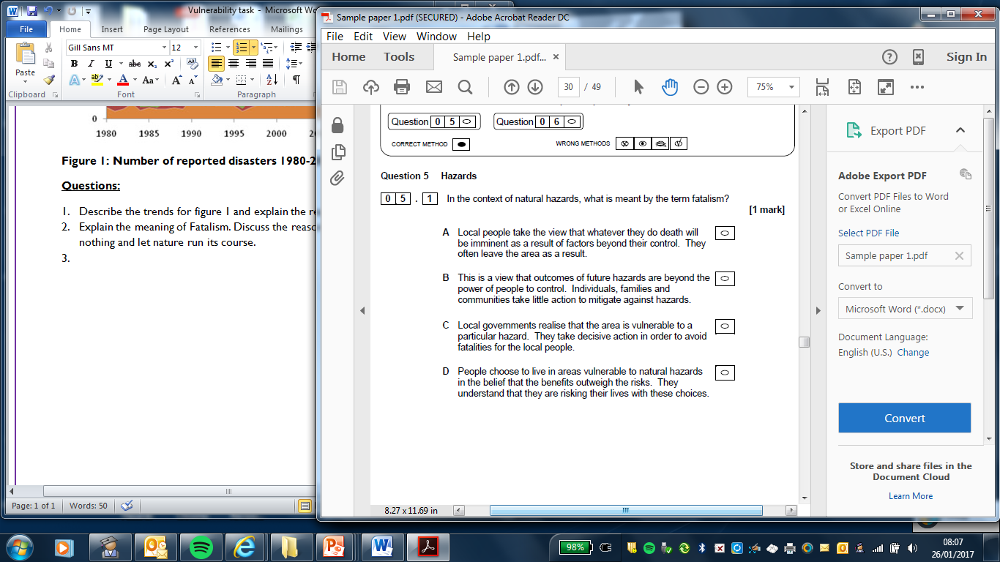 Vulnerability task - Microsoft Wor
File
Home
Insert
Page Layout
References
Mailings
Paste
Gill Sans MT
12
B I U abc x₂ x²
A ab A Aa A A
Clipboard
Font
Paragraph
0
1980 1985 1990 1995 2000 20
Figure 1: Number of reported disasters 1980-2
Questions:
1. Describe the trends for figure 1 and explain the re
2. Explain the meaning of Fatalism. Discuss the reaso
nothing and let nature run its course.
3.
Page: 1 of 1
Words: 50
Sample paper 1.pdf (SECURED) - Adobe Acrobat Reader DC
File Edit View Window Help
Home
Tools
Sample paper 1.pdf... ×
Sign In
30 / 49
75%
Question 0 5
Question 0 6
CORRECT METHOD
WRONG METHODS
Question 5 Hazards
0 5 . 1 In the context of natural hazards, what is meant by the term fatalism?
[1 mark]
A Local people take the view that whatever they do death will
be imminent as a result of factors beyond their control. They
often leave the area as a result.
B This is a view that outcomes of future hazards are beyond the
power of people to control. Individuals, families and
communities take little action to mitigate against hazards.
C Local governments realise that the area is vulnerable to a
particular hazard. They take decisive action in order to avoid
fatalities for the local people.
D People choose to live in areas vulnerable to natural hazards
in the belief that the benefits outweigh the risks. They
understand that they are risking their lives with these choices.
8.27 x 11.69 in
Export PDF
Adobe Export PDF
Convert PDF Files to Word
or Excel Online
Select PDF File
Sample paper 1.pdf
Convert to
Microsoft Word (*.docx)
Document Language:
English (U.S.) Change
Convert
Store and share files in the
Document Cloud
Learn More
98%
08:07
26/01/2017